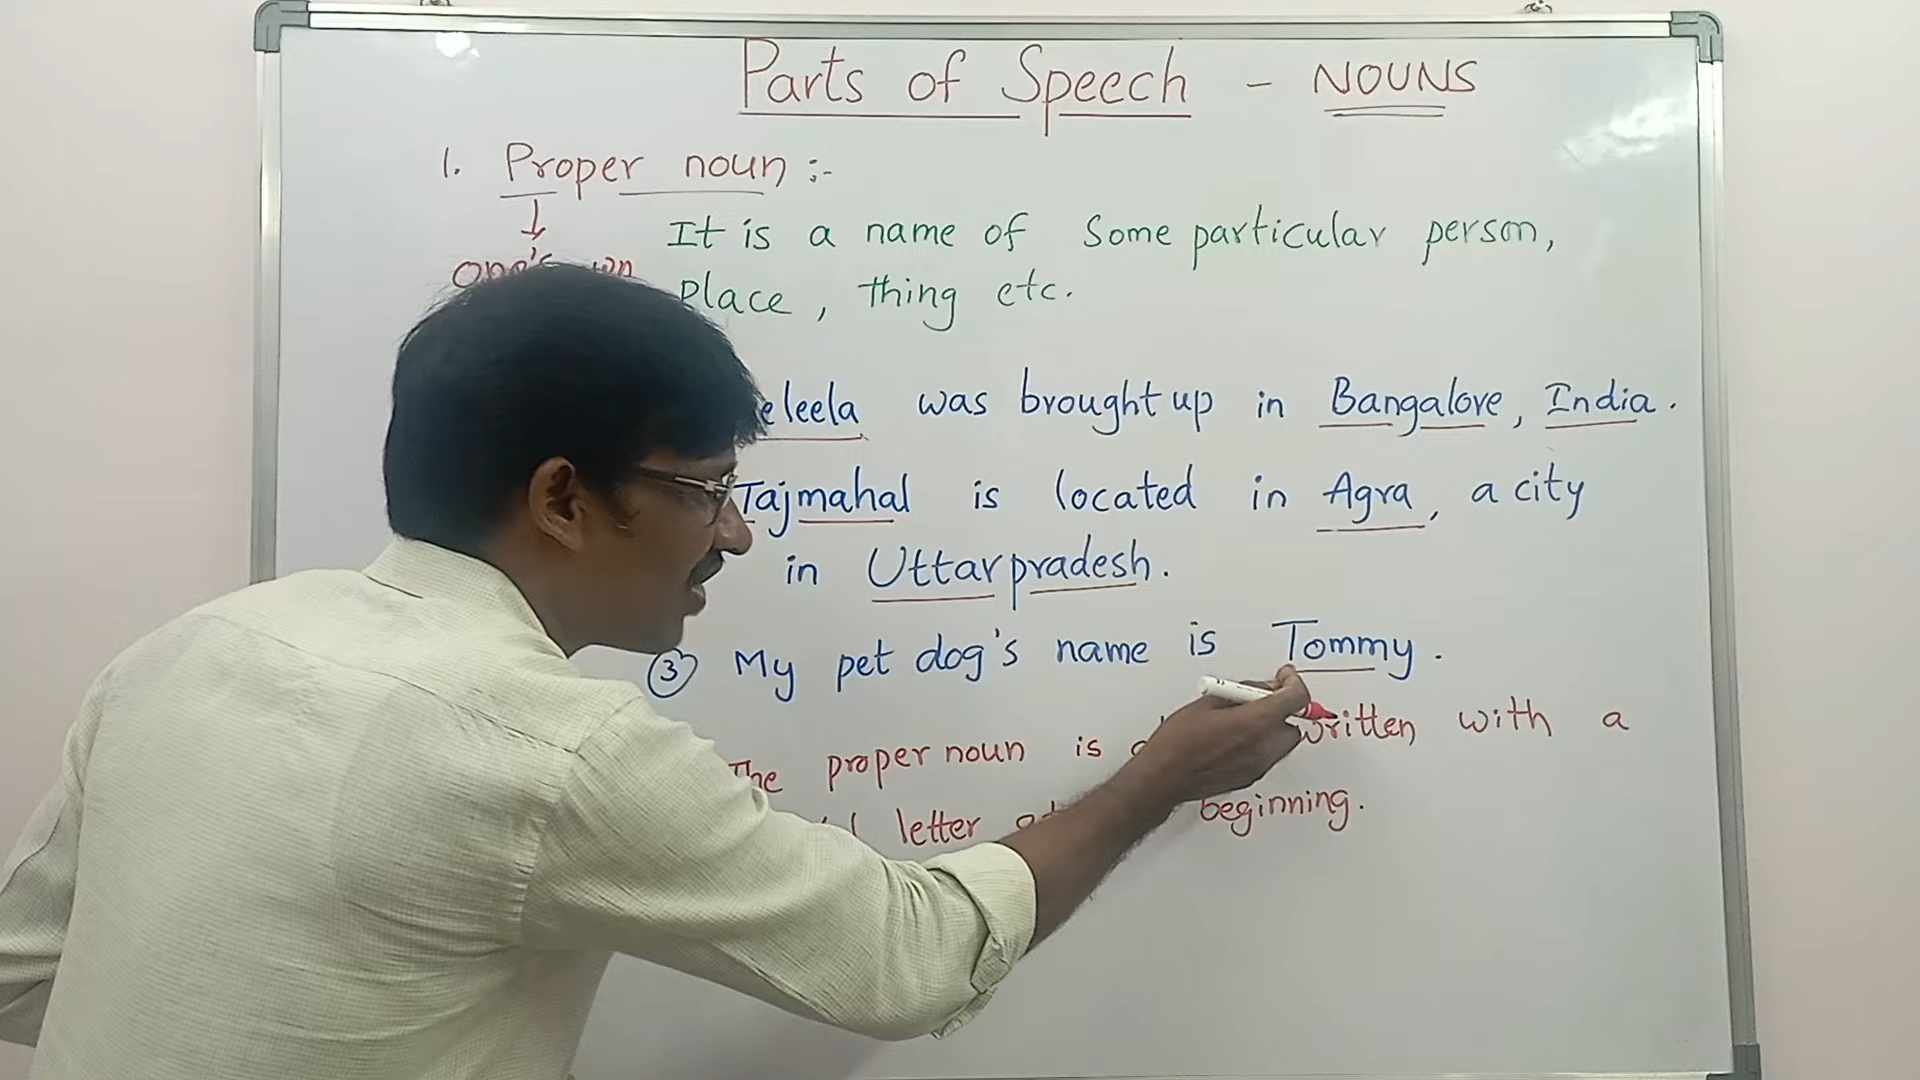 Parts of Speech - NOUNS
1. Proper noun :-
It is a name of some particular person,
One's
place, thing etc.
was brought up in Bangalore, India.
Tajmahal is located in Agra, a city
in Uttarpradesh.
③ My pet dog's name is Tommy.
The proper noun is written with a
letter beginning.